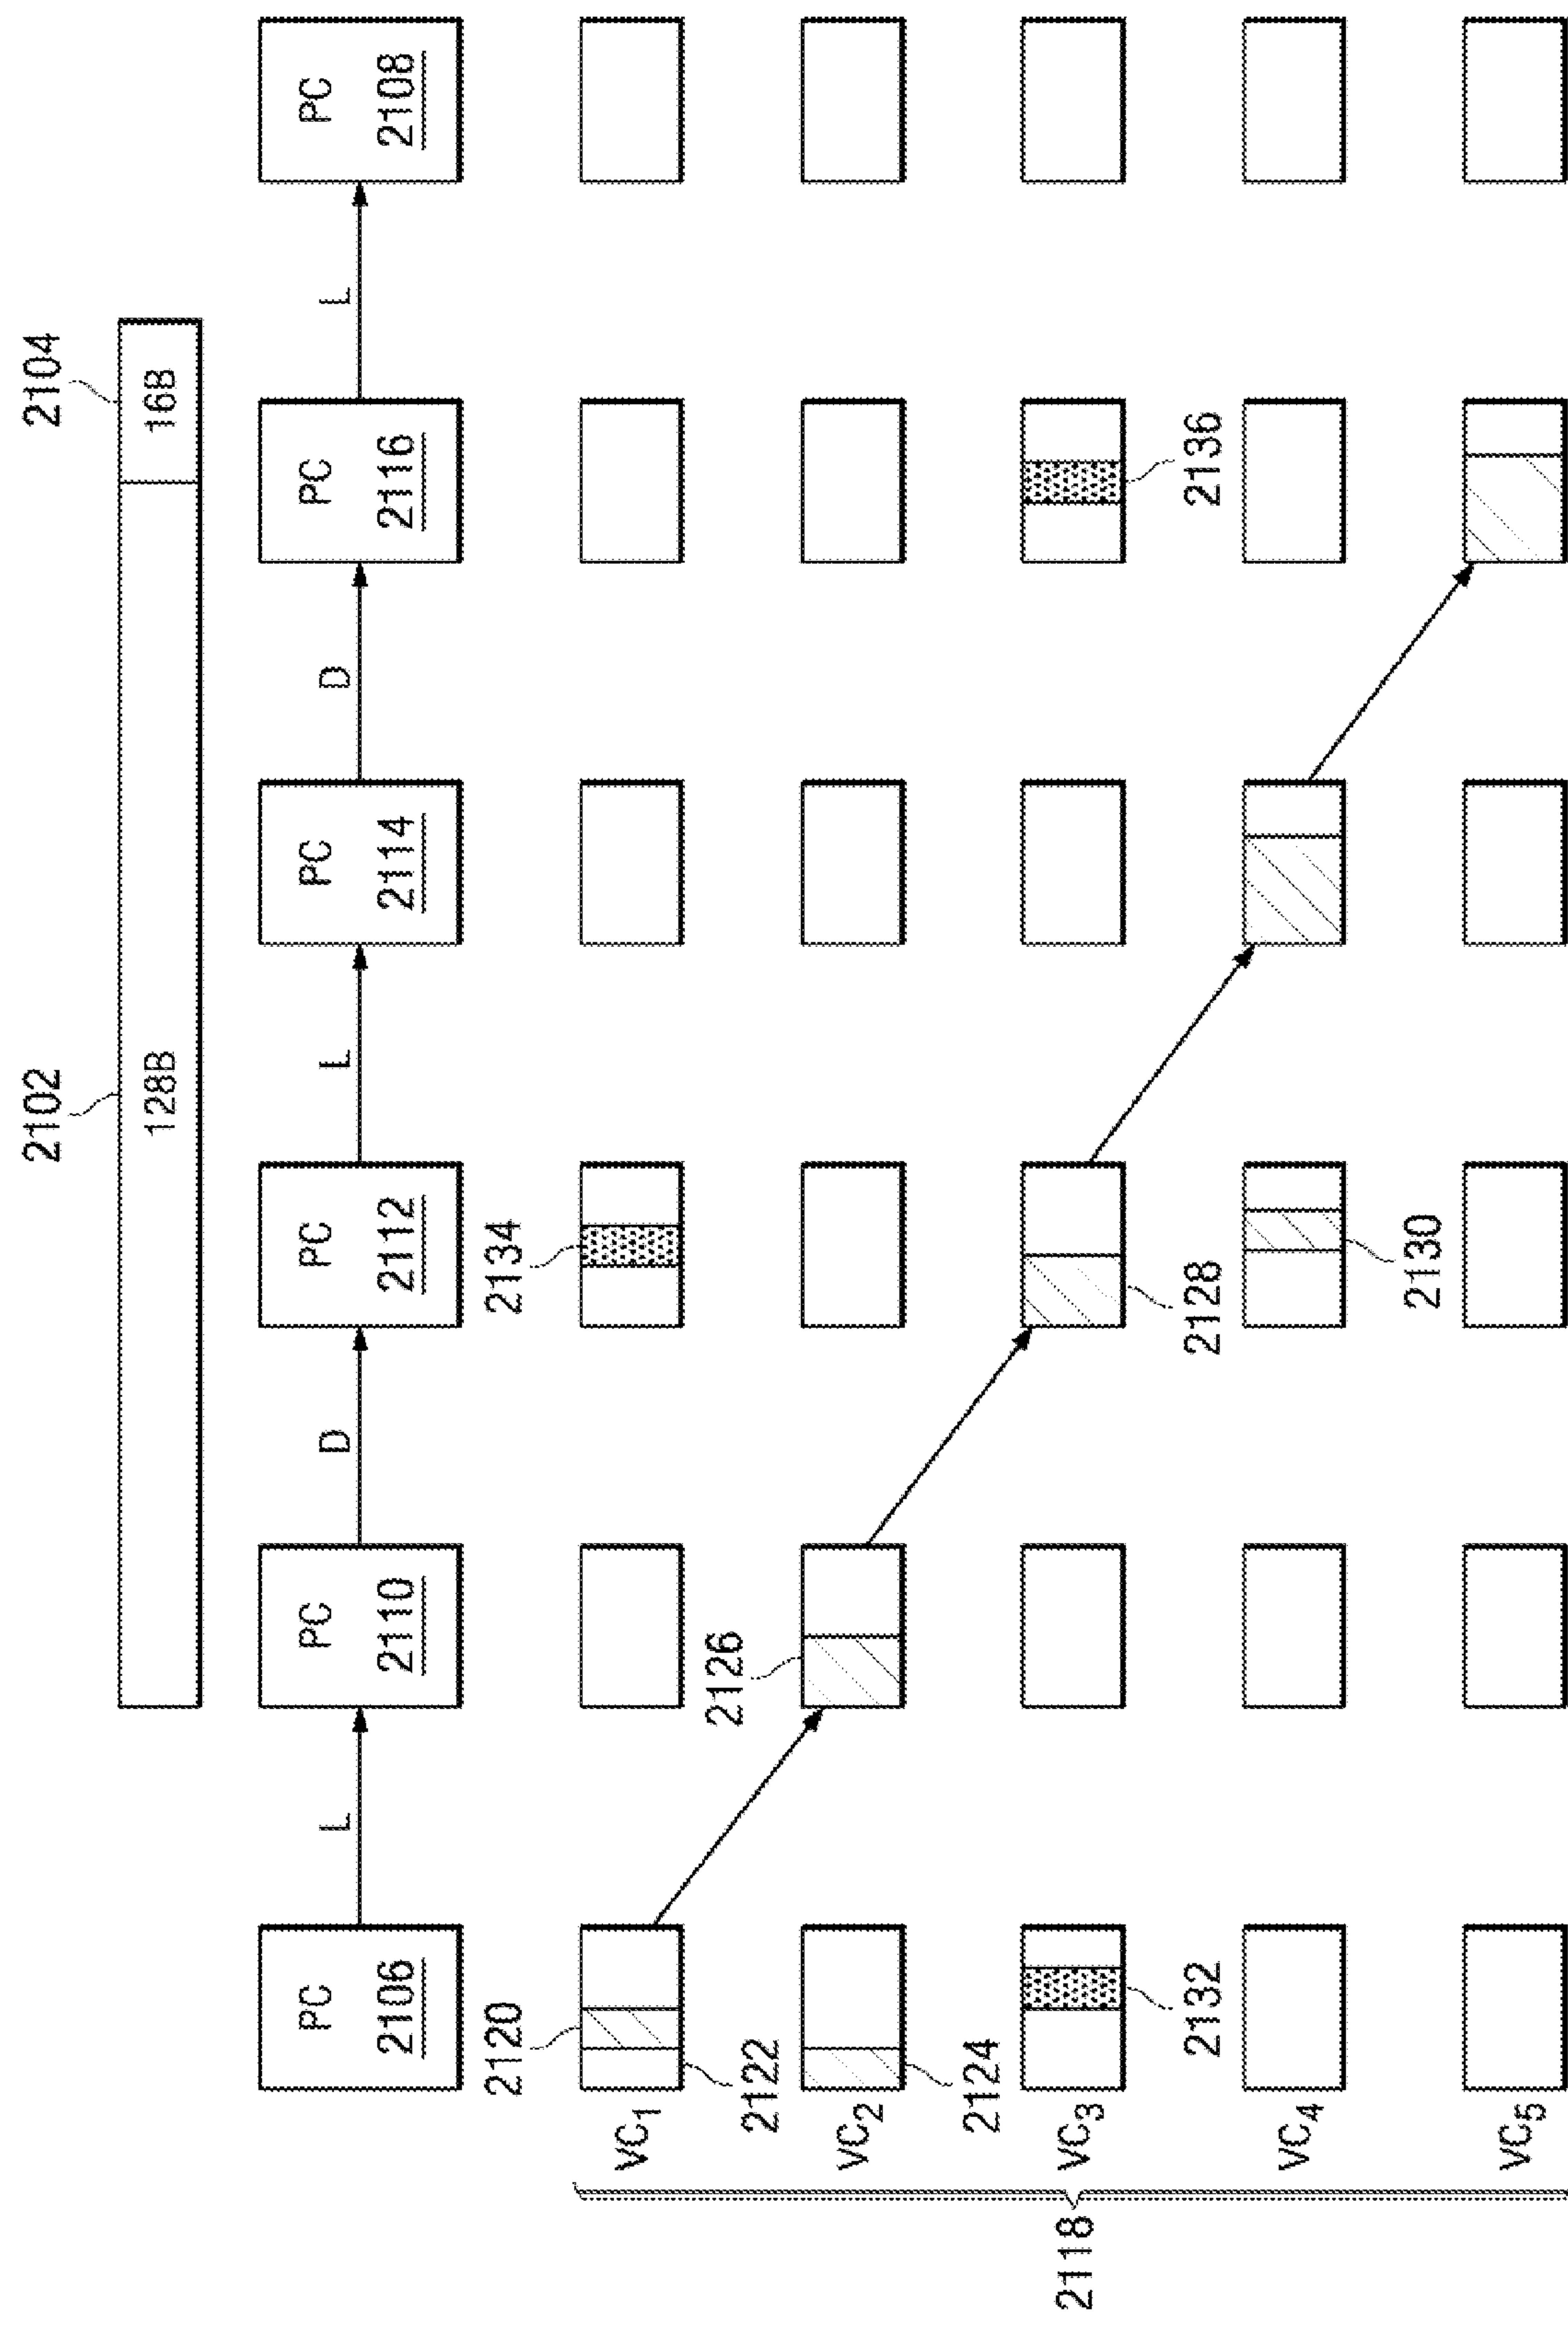 2102 2104
128B 16B
PC L PC D PC L PC D PC L PC
2106 2110 2112 2114 2116 2108
2120 2134
VC1
2126
2122
VC2
2124
2118 VC3
2132 2128 2136
VC4
2130
VC5